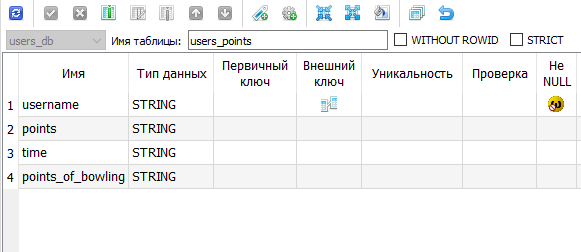 users_db Имя таблицы: users_points WITHOUT ROWID STRICT
Имя Тип данных Первичный ключ Внешний ключ Уникальность Проверка Не NULL
1 username STRING
2 points STRING
3 time STRING
4 points_of_bowling STRING